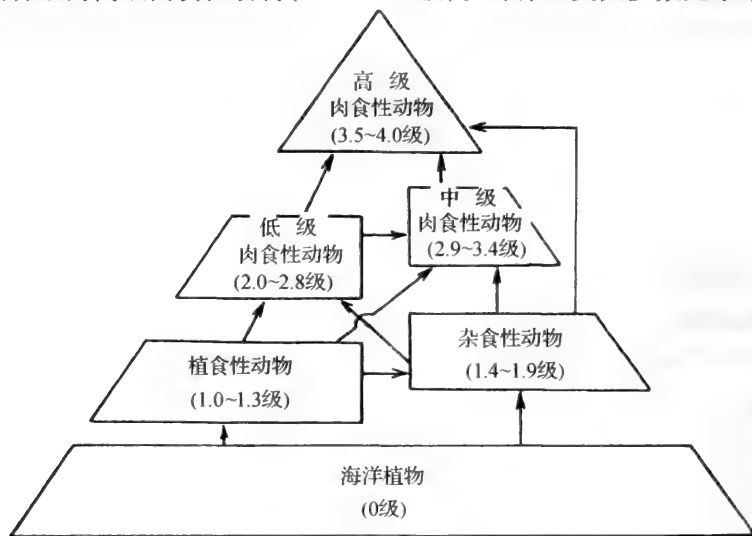 高 级
肉食性动物
(3.5~4.0级)
中 级
肉食性动物
(2.9~3.4级)
低 级
肉食性动物
(2.0~2.8级)
杂食性动物
(1.4~1.9级)
植食性动物
(1.0~1.3级)
海洋植物
(0级)